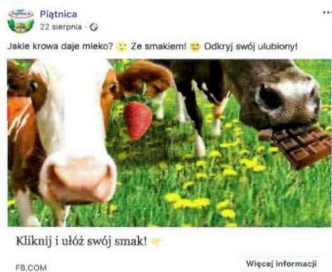 Piątnica
Piątnica
22 sierpnia ·
Jakie krowa daje mleko? Ze smakiem! Odkryj swój ulubiony!
Kliknij i ułóż swój smak!
FB.COM
Więcej informacji